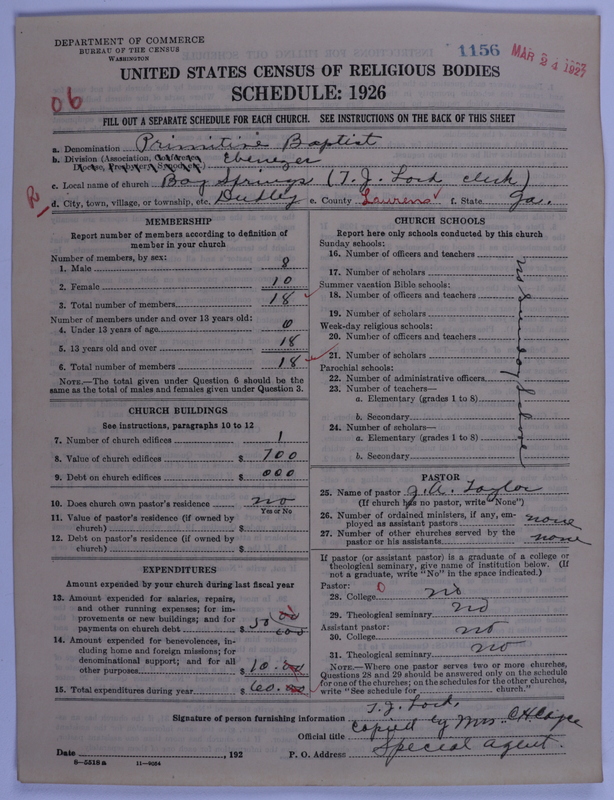 DEPARTMENT OF COMMERCE
BUREAU OF THE CENSUS
WASHINGTON
1156
MAR 24 1927
UNITED STATES CENSUS OF RELIGIOUS BODIES
SCHEDULE: 1926
06
FILL OUT A SEPARATE SCHEDULE FOR EACH CHURCH. SEE INSTRUCTIONS ON THE BACK OF THIS SHEET
a. Denomination Primitive Baptist
b. Division (Association, Conference, Diocese, Presbytery, Synod, etc.) Ebenezer
c. Local name of church Bay Springs (T. J. Lord clerk)
d. City, town, village, or township, etc. Dudley e. County Laurens f. State Ga.
MEMBERSHIP
Report number of members according to definition of
member in your church
Number of members, by sex:
1. Male 8
2. Female 10
3. Total number of members 18
Number of members under and over 13 years old:
4. Under 13 years of age 0
5. 13 years old and over 18
6. Total number of members 18
NOTE.—The total given under Question 6 should be the
same as the total of males and females given under Question 3.
CHURCH BUILDINGS
See instructions, paragraphs 10 to 12
7. Number of church edifices 1
8. Value of church edifices $ 700
9. Debt on church edifices $ 000
10. Does church own pastor's residence no
Yes or No
11. Value of pastor's residence (if owned by
church) $
12. Debt on pastor's residence (if owned by
church) $
EXPENDITURES
Amount expended by your church during last fiscal year
13. Amount expended for salaries, repairs,
and other running expenses; for im-
provements or new buildings; and for
payments on church debt $ 50
14. Amount expended for benevolences, in-
cluding home and foreign missions; for
denominational support; and for all
other purposes $ 10.00
15. Total expenditures during year $ 60.00
CHURCH SCHOOLS
Report here only schools conducted by this church
Sunday schools:
16. Number of officers and teachers
17. Number of scholars
Summer vacation Bible schools:
18. Number of officers and teachers
19. Number of scholars
Week-day religious schools:
20. Number of officers and teachers
21. Number of scholars
Parochial schools:
22. Number of administrative officers
23. Number of teachers—
a. Elementary (grades 1 to 8)
b. Secondary
24. Number of scholars—
a. Elementary (grades 1 to 8)
b. Secondary
no Sunday School
PASTOR
25. Name of pastor J. A. Taylor
(If church has no pastor, write "None")
26. Number of ordained ministers, if any, em-
ployed as assistant pastors none
27. Number of other churches served by the
pastor or his assistants none
If pastor (or assistant pastor) is a graduate of a college or
theological seminary, give name of institution below. (If
not a graduate, write "No" in the space indicated.)
Pastor: 0
28. College no
29. Theological seminary no
Assistant pastor:
30. College no
31. Theological seminary no
NOTE.—Where one pastor serves two or more churches,
Questions 28 and 29 should be answered only on the schedule
for one of the churches; on the schedules for the other churches,
write "See schedule for church."
Signature of person furnishing information T. J. Lord,
Official title Copied by Mrs. C H
Date , 192 P. O. Address Special Agent.
8—5518 a 11—9054